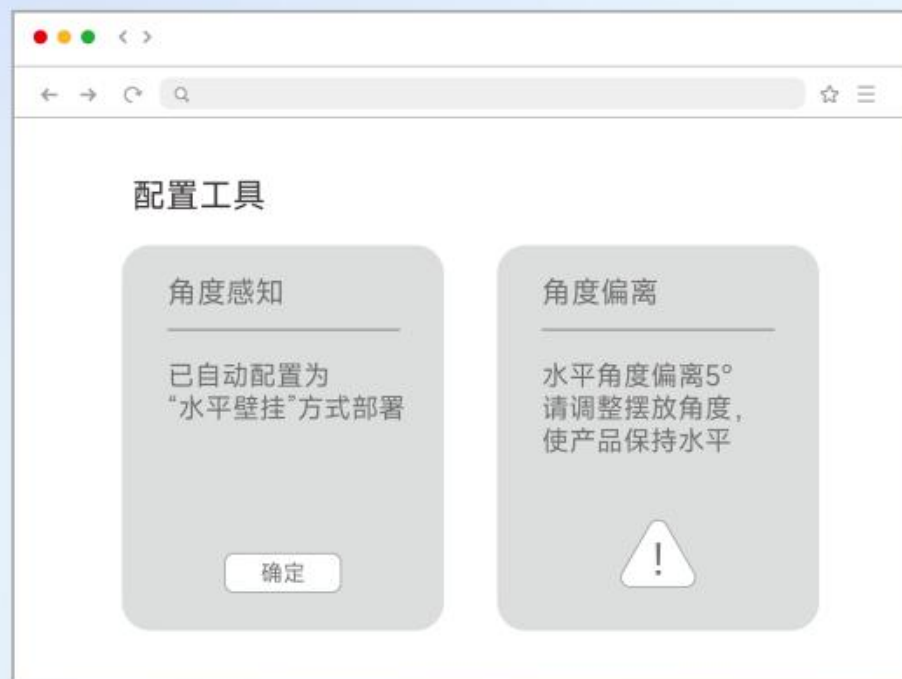 配置工具
角度感知
已自动配置为
“水平壁挂”方式部署
确定
角度偏离
水平角度偏离5°
请调整摆放角度，
使产品保持水平
!